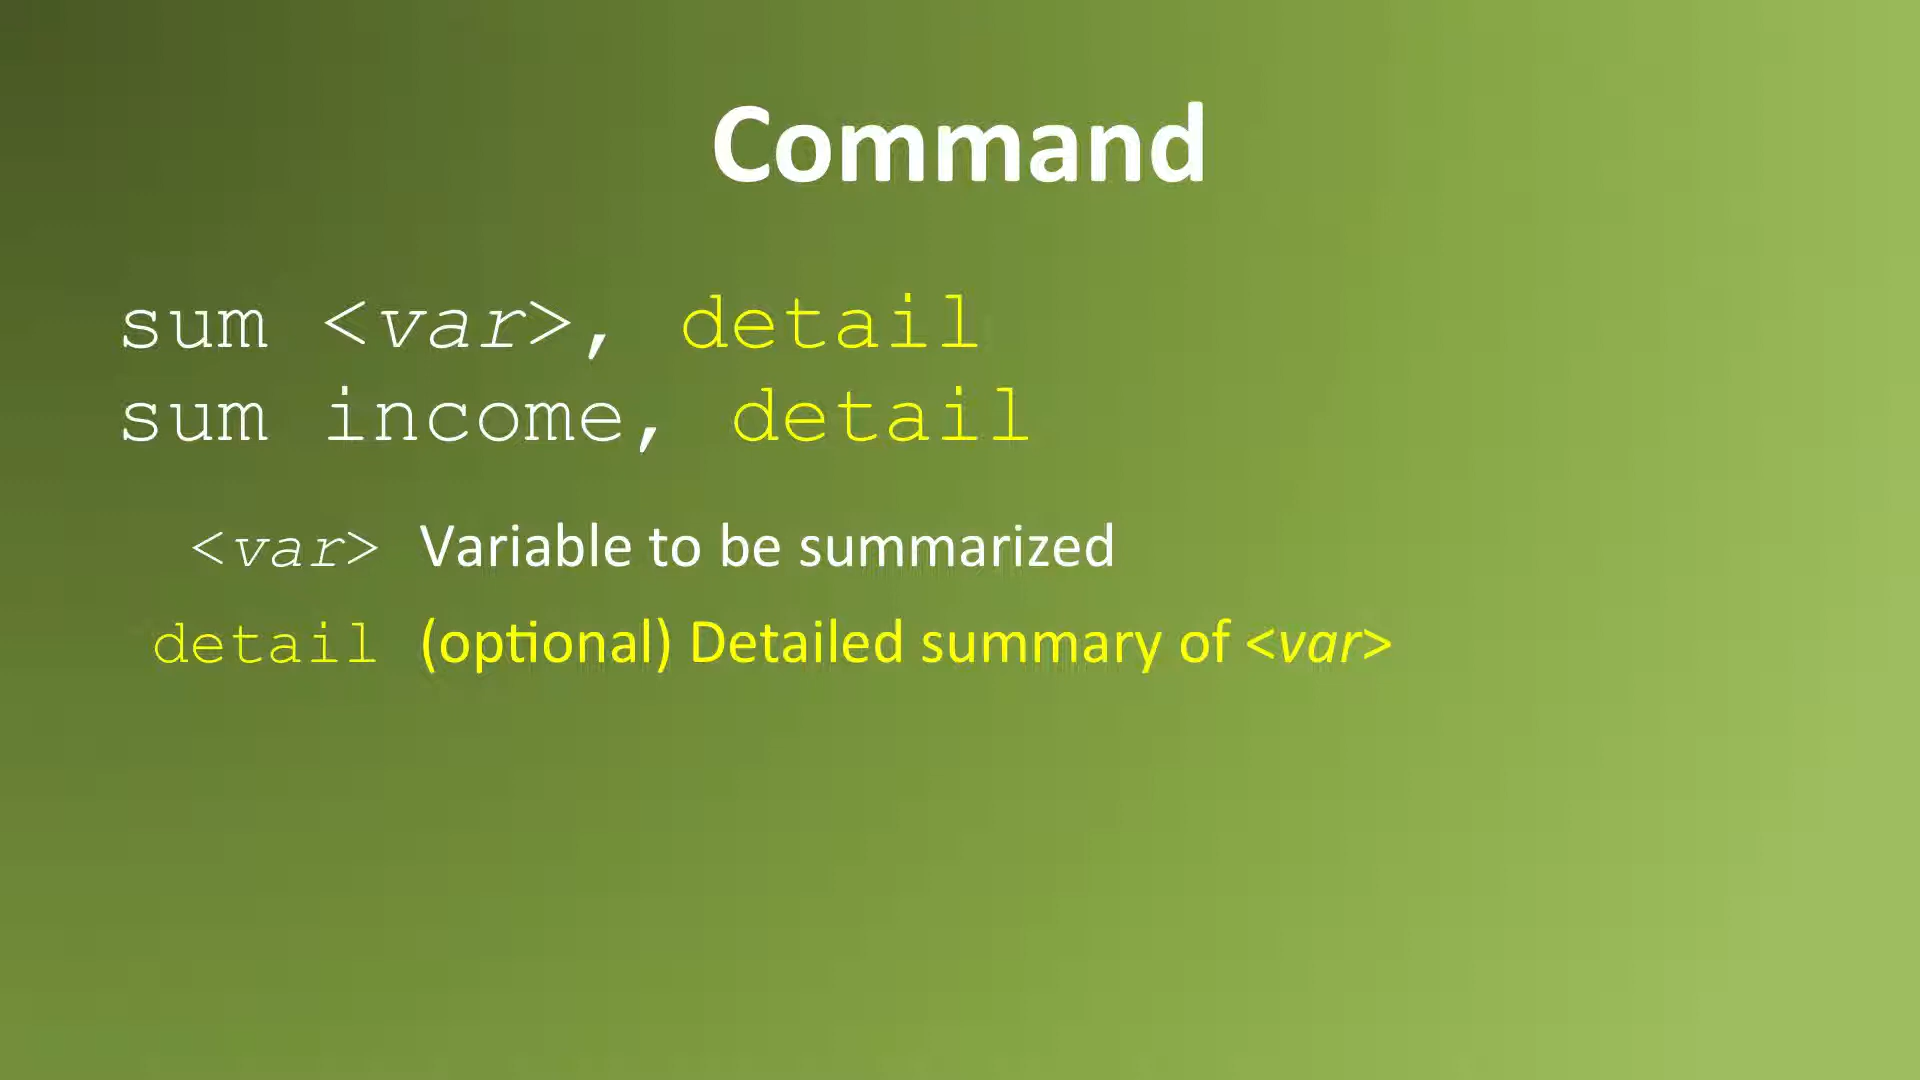 Command
sum <var>, detail
sum income, detail
<var> Variable to be summarized
detail (optional) Detailed summary of <var>